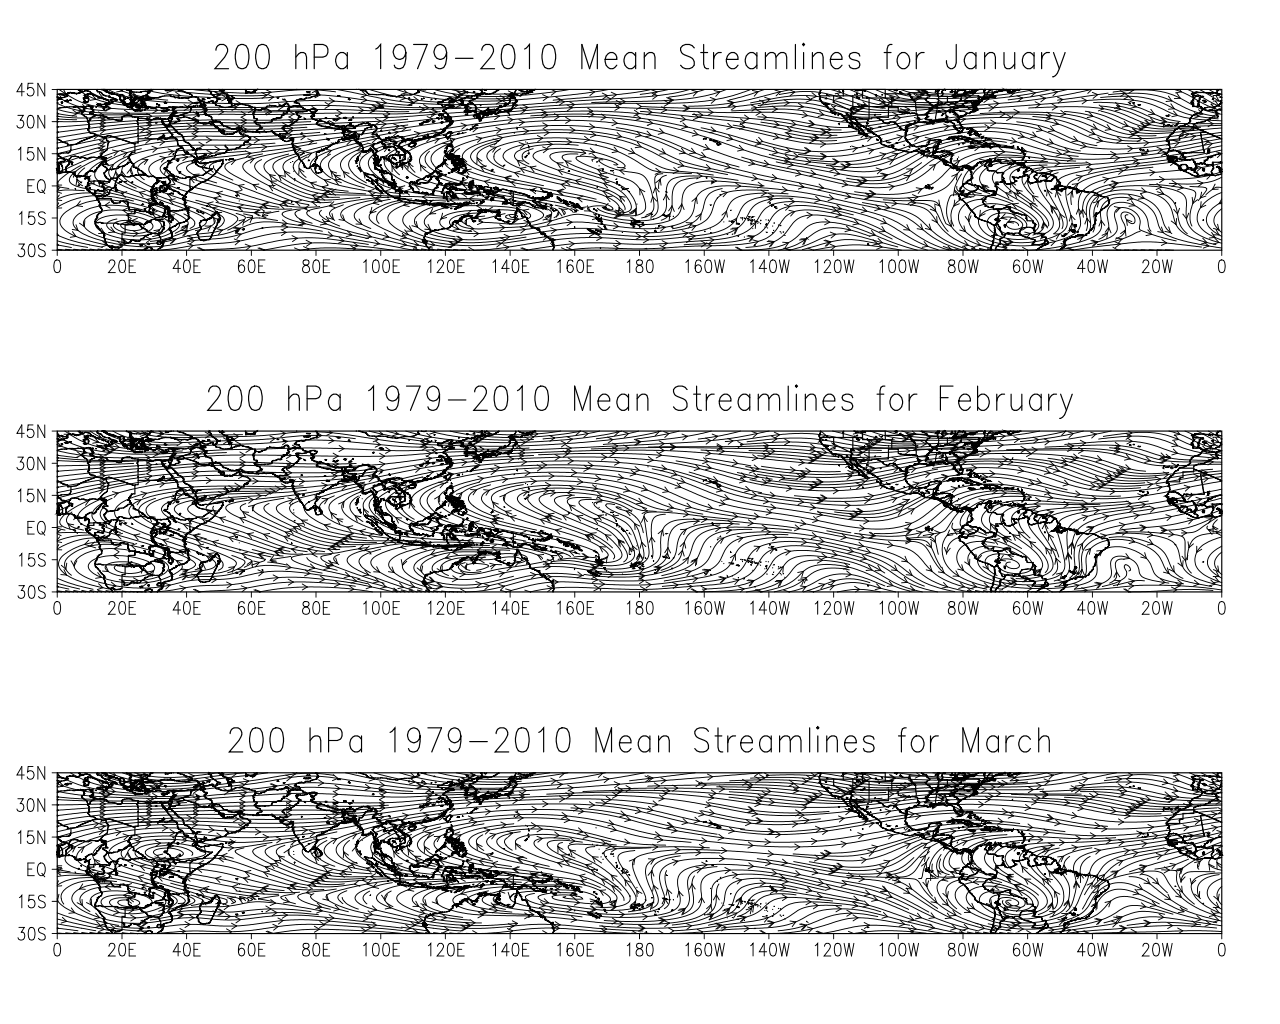 200 hPa 1979-2010 Mean Streamlines for January
45N
30N
15N
EQ
15S
30S
0 20E 40E 60E 80E 100E 120E 140E 160E 180 160W 140W 120W 100W 80W 60W 40W 20W 0
200 hPa 1979-2010 Mean Streamlines for February
45N
30N
15N
EQ
15S
30S
0 20E 40E 60E 80E 100E 120E 140E 160E 180 160W 140W 120W 100W 80W 60W 40W 20W 0
200 hPa 1979-2010 Mean Streamlines for March
45N
30N
15N
EQ
15S
30S
0 20E 40E 60E 80E 100E 120E 140E 160E 180 160W 140W 120W 100W 80W 60W 40W 20W 0